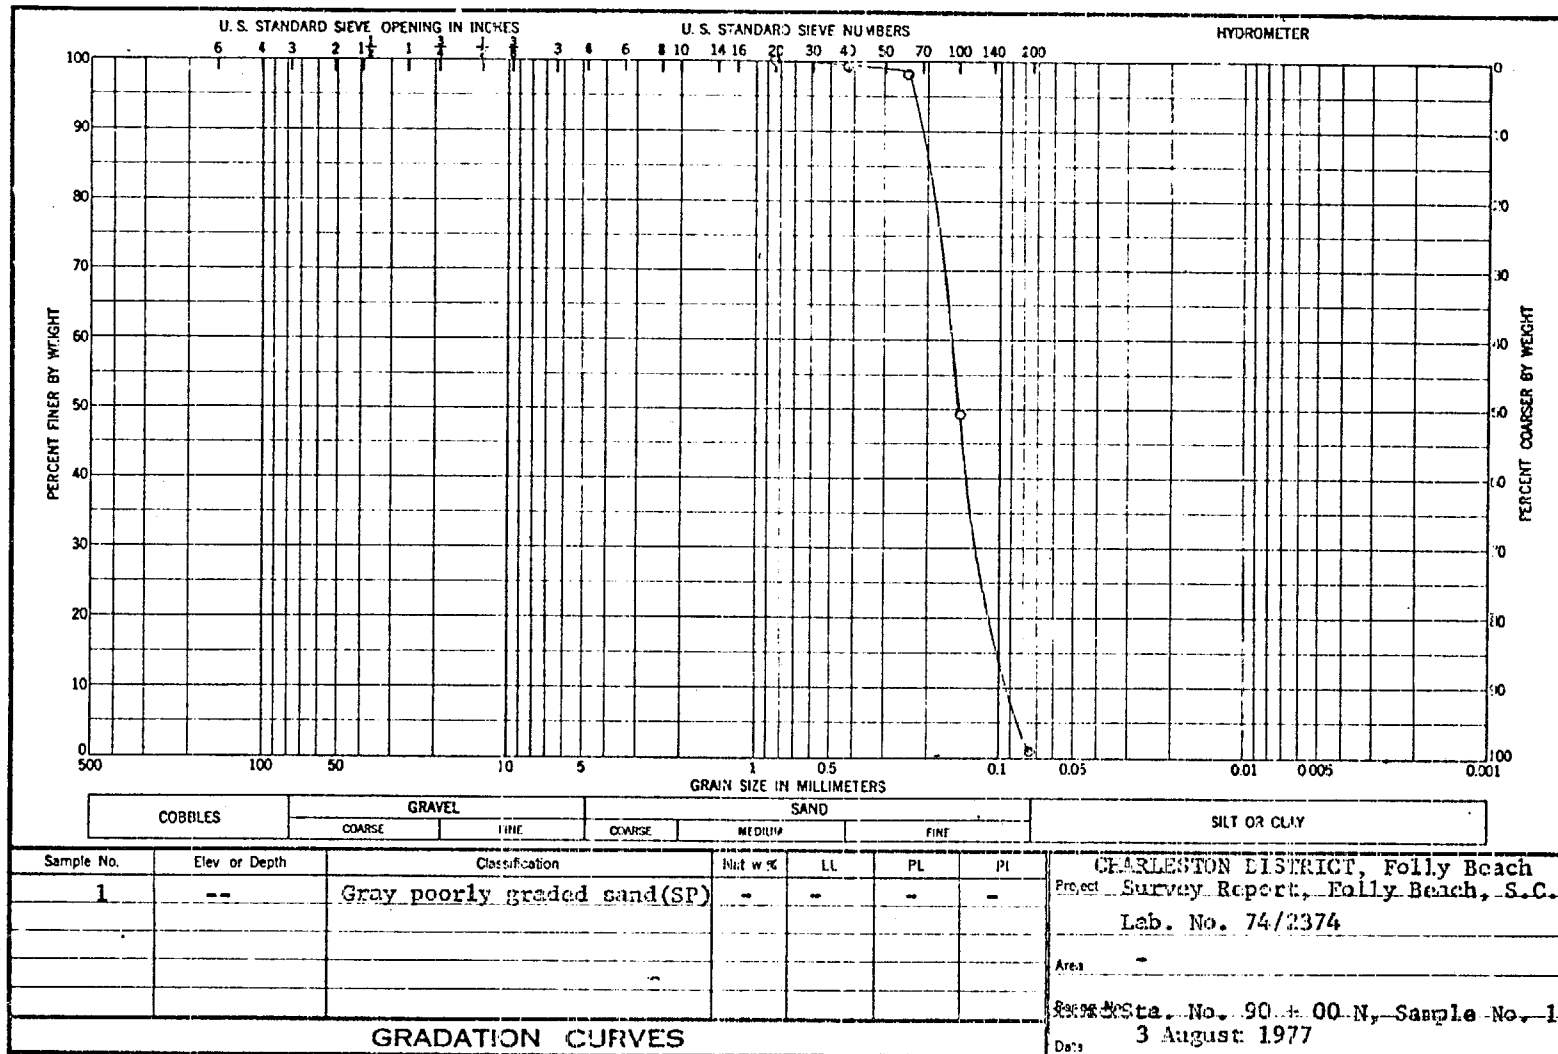 U. S. STANDARD SIEVE OPENING IN INCHES U. S. STANDARD SIEVE NUMBERS HYDROMETER
6 4 3 2 1½ 1 ¾ ½ ⅜ 3 4 6 8 10 14 16 20 30 40 50 70 100 140 200
100 0
90
80
70 30
60
50
40
30
20
10
0 100
PERCENT FINER BY WEIGHT
PERCENT COARSER BY WEIGHT
500 100 50 10 5 1 0.5 0.1 0.05 0.01 0.005 0.001
GRAIN SIZE IN MILLIMETERS
COBBLES GRAVEL SAND SILT OR CLAY
COARSE FINE COARSE MEDIUM FINE
Sample No. Elev or Depth Classification Nat w % LL PL PI
1 -- Gray poorly graded sand(SP) - - - -
CHARLESTON DISTRICT, Folly Beach
Project Survey Report, Folly Beach, S.C.
Lab. No. 74/2374
Area -
Sta. No. 90 + 00 N, Sample No. 1
Date 3 August 1977
GRADATION CURVES